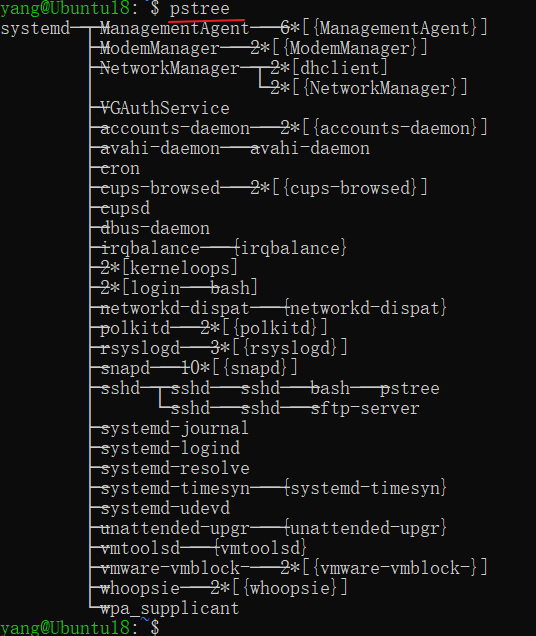 yang@Ubuntu18:~$ pstree
systemd─┬─ManagementAgent───6*[{ManagementAgent}]
        ├─ModemManager───2*[{ModemManager}]
        ├─NetworkManager─┬─2*[dhclient]
        │                └─2*[{NetworkManager}]
        ├─VGAuthService
        ├─accounts-daemon───2*[{accounts-daemon}]
        ├─avahi-daemon───avahi-daemon
        ├─cron
        ├─cups-browsed───2*[{cups-browsed}]
        ├─cupsd
        ├─dbus-daemon
        ├─irqbalance───{irqbalance}
        ├─2*[kerneloops]
        ├─2*[login───bash]
        ├─networkd-dispat───{networkd-dispat}
        ├─polkitd───2*[{polkitd}]
        ├─rsyslogd───3*[{rsyslogd}]
        ├─snapd───10*[{snapd}]
        ├─sshd─┬─sshd───sshd───bash───pstree
        │      └─sshd───sshd───sftp-server
        ├─systemd-journal
        ├─systemd-logind
        ├─systemd-resolve
        ├─systemd-timesyn───{systemd-timesyn}
        ├─systemd-udevd
        ├─unattended-upgr───{unattended-upgr}
        ├─vmtoolsd───{vmtoolsd}
        ├─vmware-vmblock-───2*[{vmware-vmblock-}]
        ├─whoopsie───2*[{whoopsie}]
        └─wpa_supplicant
yang@Ubuntu18:~$